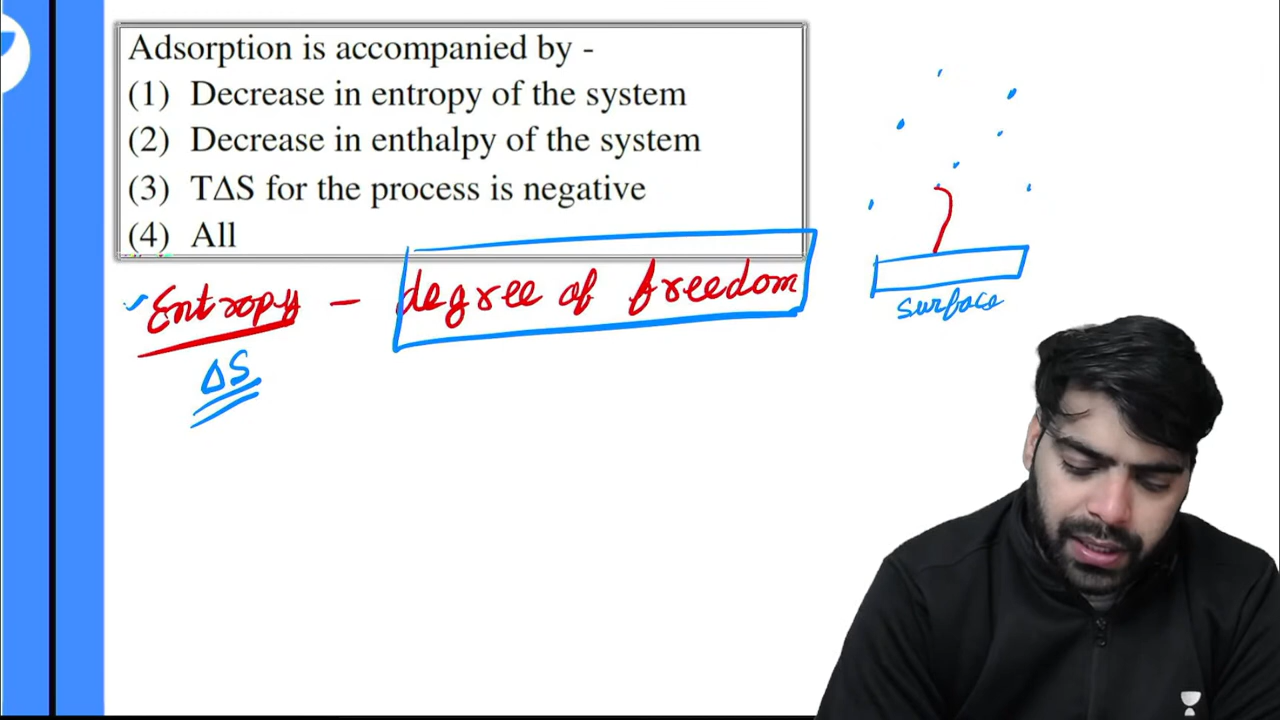 Adsorption is accompanied by -
(1) Decrease in entropy of the system
(2) Decrease in enthalpy of the system
(3) TΔS for the process is negative
(4) All
Entropy - degree of freedom
ΔS
surface